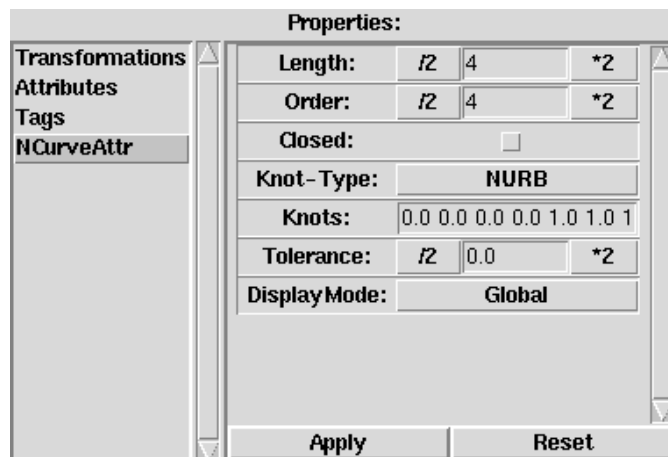 Properties:
Transformations
Attributes
Tags
NCurveAttr
Length: /2 4 *2
Order: /2 4 *2
Closed:
Knot-Type: NURB
Knots: 0.0 0.0 0.0 0.0 1.0 1.0 1
Tolerance: /2 0.0 *2
DisplayMode: Global
Apply Reset